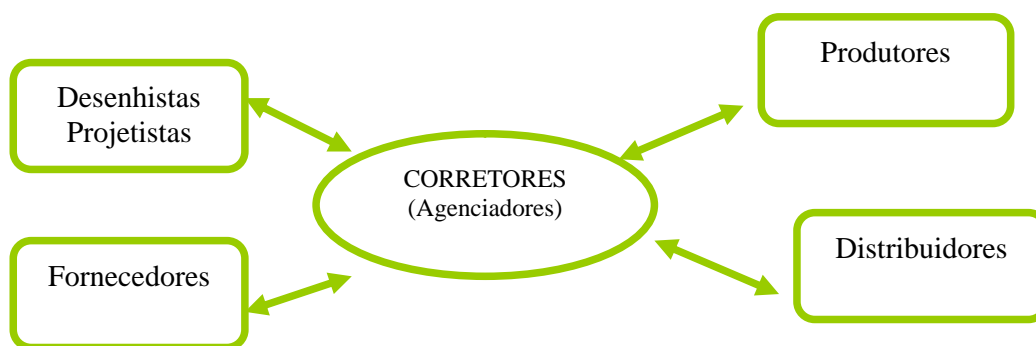 Desenhistas
Projetistas
Produtores
CORRETORES
(Agenciadores)
Fornecedores
Distribuidores